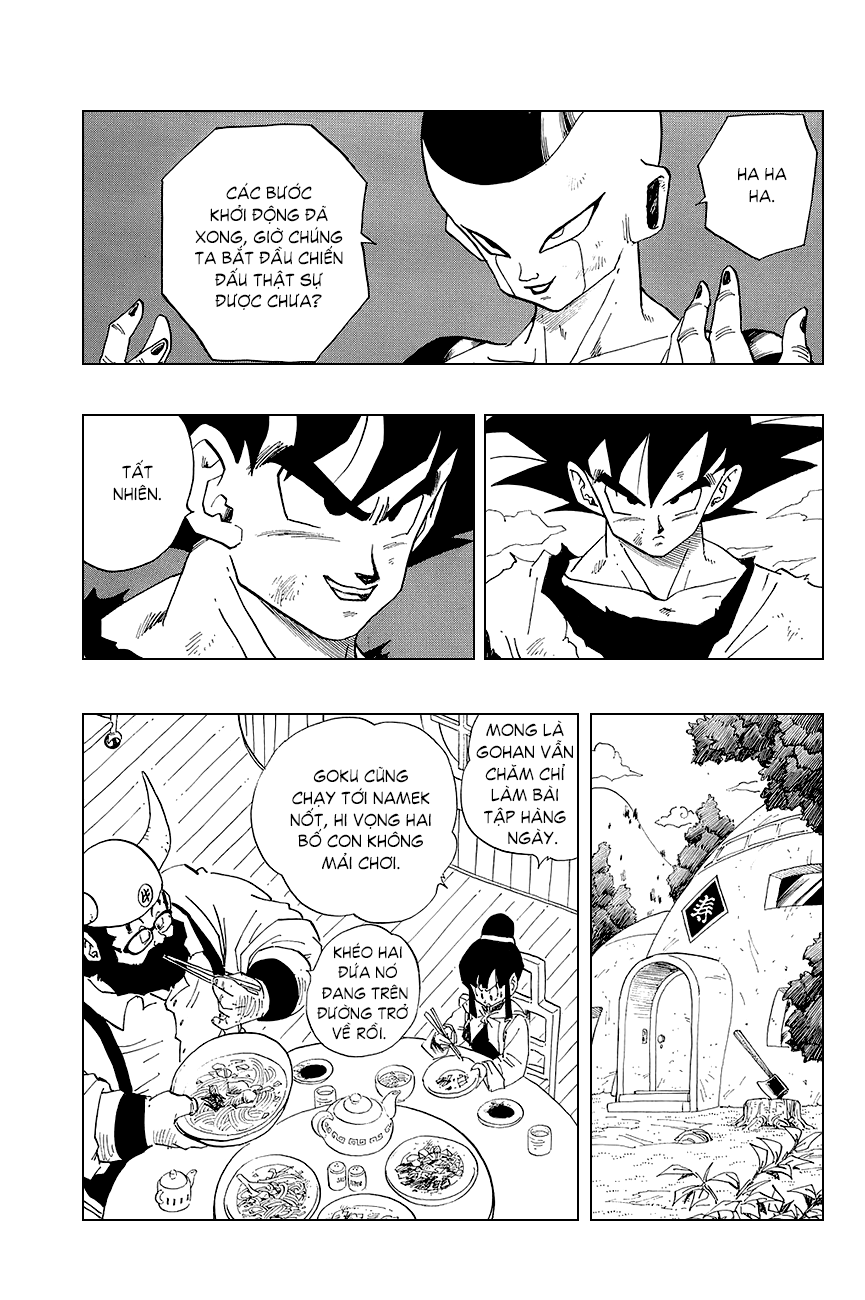 HA HA
HA.
CÁC BƯỚC
KHỞI ĐỘNG ĐÃ
XONG, GIỜ CHÚNG
TA BẮT ĐẦU CHIẾN
ĐẤU THẬT SỰ
ĐƯỢC CHƯA?
TẤT
NHIÊN.
寿
MONG LÀ
GOHAN VẪN
CHĂM CHỈ
LÀM BÀI
TẬP HÀNG
NGÀY.
GOKU CŨNG
CHẠY TỚI NAMEK
NỐT, HI VỌNG HAI
BỐ CON KHÔNG
MẢI CHƠI.
KHÉO HAI
ĐỨA NÓ
ĐANG TRÊN
ĐƯỜNG TRỞ
VỀ RỒI.